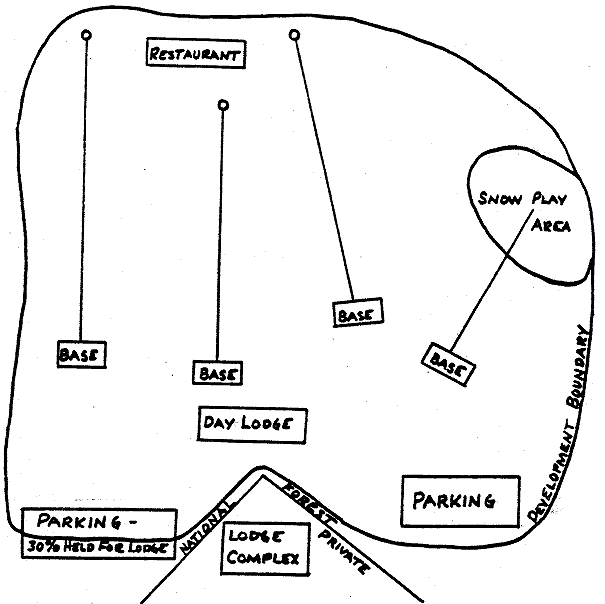 RESTAURANT
SNOW PLAY
AREA
BASE
BASE
BASE
BASE
DAY LODGE
DEVELOPMENT BOUNDARY
PARKING
PARKING -
30% HELD FOR LODGE
NATIONAL
FOREST
PRIVATE
LODGE
COMPLEX